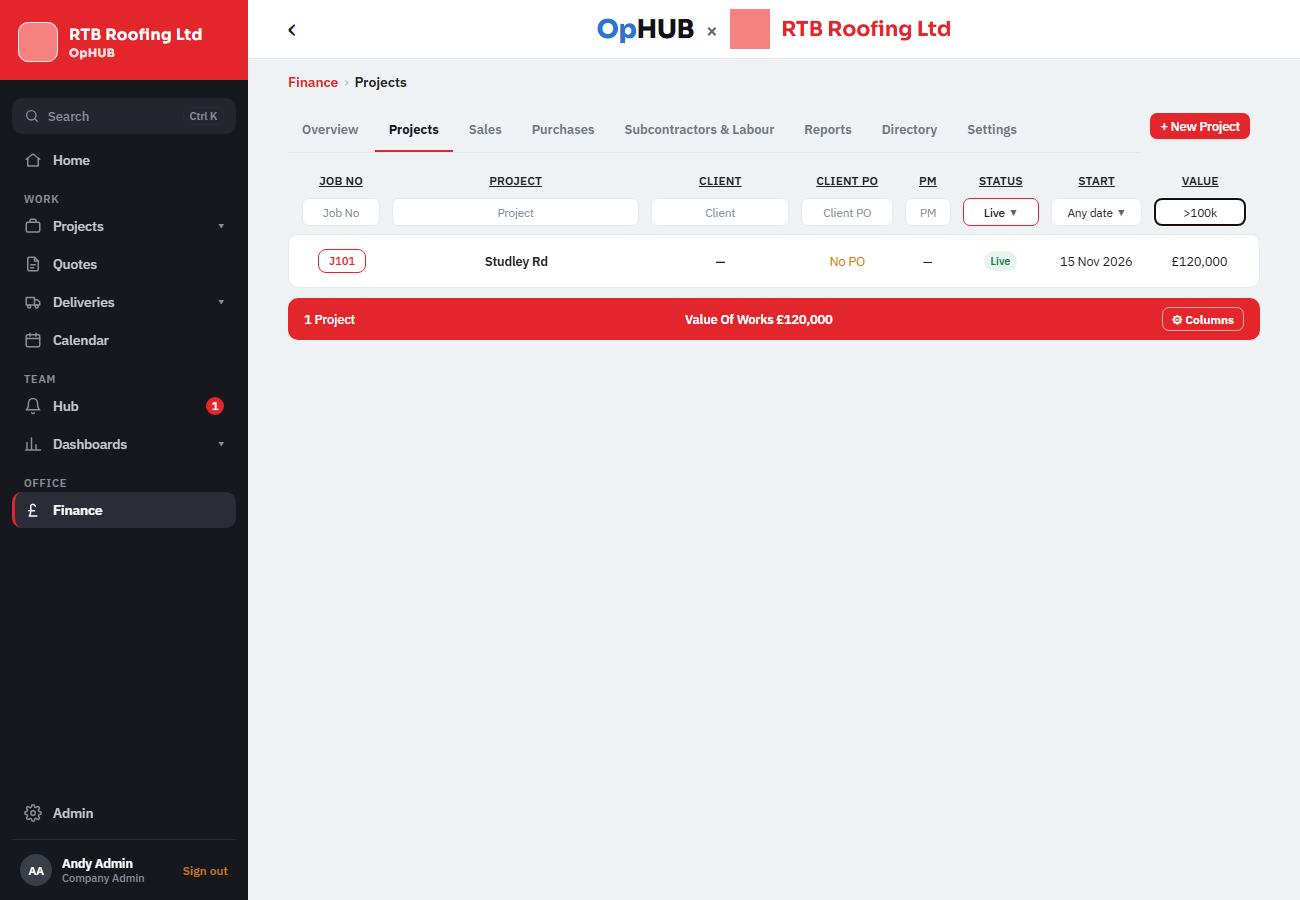 RTB Roofing Ltd
OpHUB
Search Ctrl K
Home
WORK
Projects
Quotes
Deliveries
Calendar
TEAM
Hub 1
Dashboards
OFFICE
Finance
Admin
AA Andy Admin
Company Admin
Sign out
OpHUB × RTB Roofing Ltd
Finance › Projects
Overview Projects Sales Purchases Subcontractors & Labour Reports Directory Settings + New Project
JOB NO PROJECT CLIENT CLIENT PO PM STATUS START VALUE
Job No Project Client Client PO PM Live ▼ Any date ▼ >100k
J101 Studley Rd — No PO — Live 15 Nov 2026 £120,000
1 Project Value Of Works £120,000 ⚙ Columns